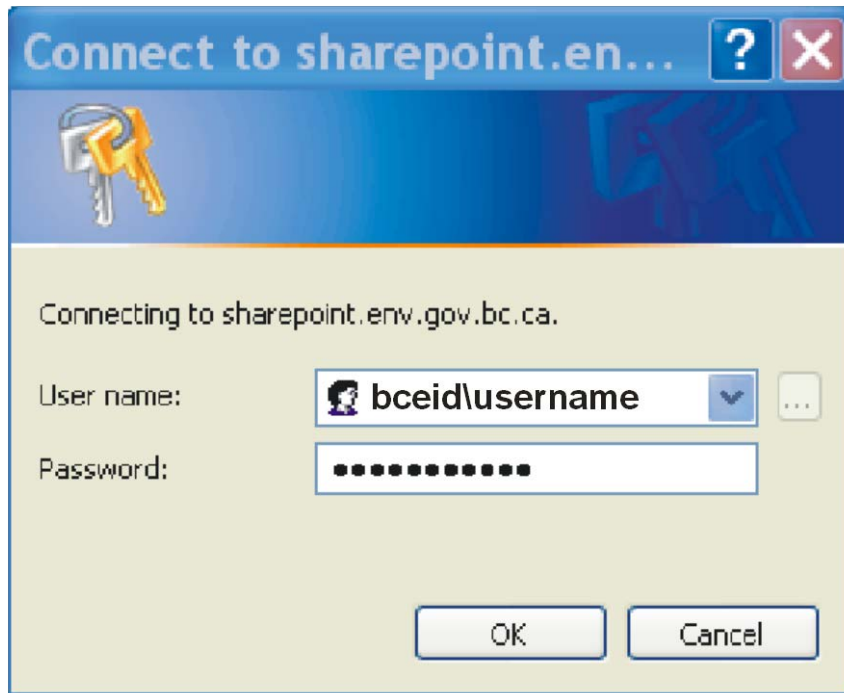 Connect to sharepoint.en...
Connecting to sharepoint.env.gov.bc.ca.
User name: bceid\username ...
Password: •••••••••••
OK Cancel